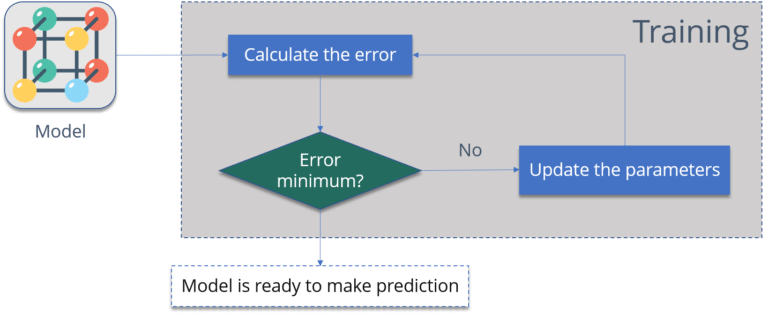 Training
Calculate the error
Model
Error
minimum?
No
Update the parameters
Model is ready to make prediction